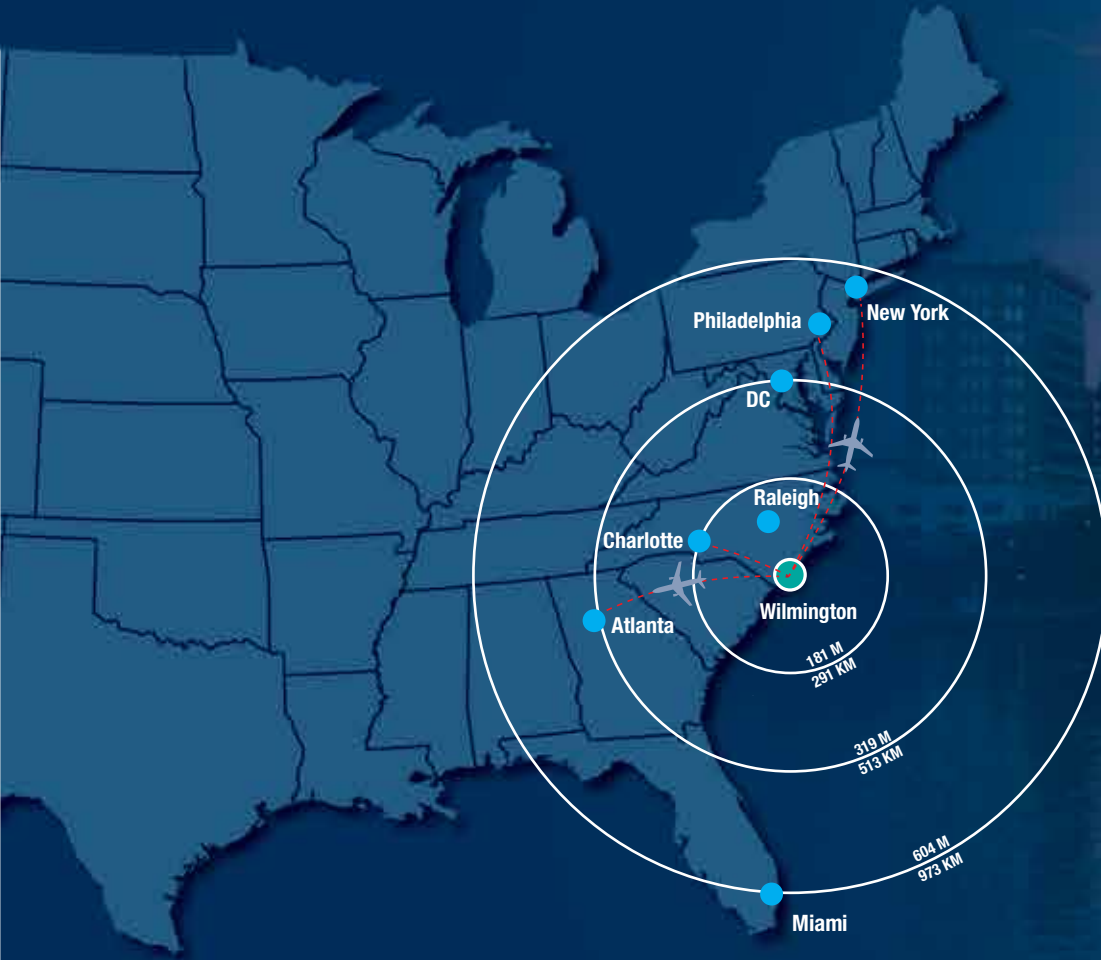 New York
Philadelphia
DC
Raleigh
Charlotte
Wilmington
Atlanta
181 M
291 KM
319 M
513 KM
604 M
973 KM
Miami